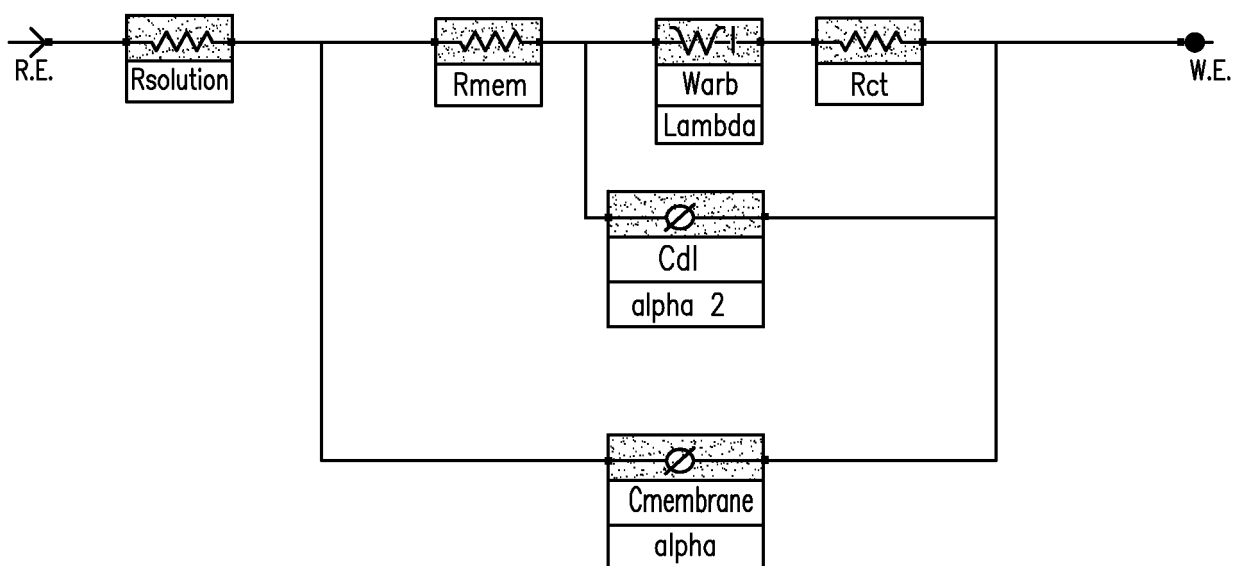 R.E.
Rsolution
Rmem
Warb
Lambda
Rct
W.E.
Cdl
alpha 2
Cmembrane
alpha